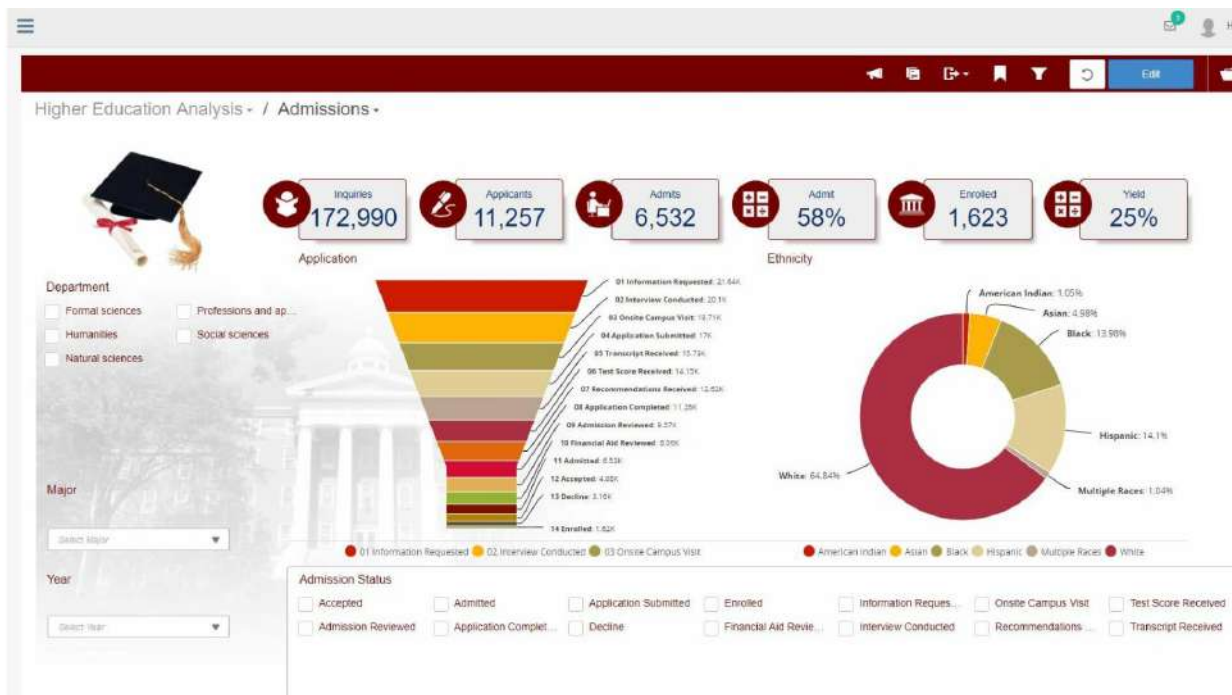 3
H
Edit
Higher Education Analysis / Admissions
Inquiries
172,990
Applicants
11,257
Admits
6,532
Admit
58%
Enrolled
1,623
Yield
25%
Application
Ethnicity
Department
Formal sciences
Professions and ap...
Humanities
Social sciences
Natural sciences
Major
Select Major
Year
Select Year
01 Information Requested: 21.64K
02 Interview Conducted: 20.1K
03 Onsite Campus Visit: 18.71K
04 Application Submitted: 17K
05 Transcript Received: 15.79K
06 Test Score Received: 14.15K
07 Recommendations Received: 12.62K
08 Application Completed: 11.26K
09 Admission Reviewed: 9.57K
10 Financial Aid Reviewed:
11 Admitted: 6.53K
12 Accepted: 4.88K
13 Decline: 3.16K
14 Enrolled: 1.62K
01 Information Requested 02 Interview Conducted 03 Onsite Campus Visit
American Indian: 1.05%
Asian: 4.98%
Black: 13.98%
Hispanic: 14.1%
Multiple Races: 1.04%
White: 64.84%
American Indian Asian Black Hispanic Multiple Races White
Admission Status
Accepted Admitted Application Submitted Enrolled Information Reques... Onsite Campus Visit Test Score Received
Admission Reviewed Application Complet... Decline Financial Aid Revie... Interview Conducted Recommendations ... Transcript Received